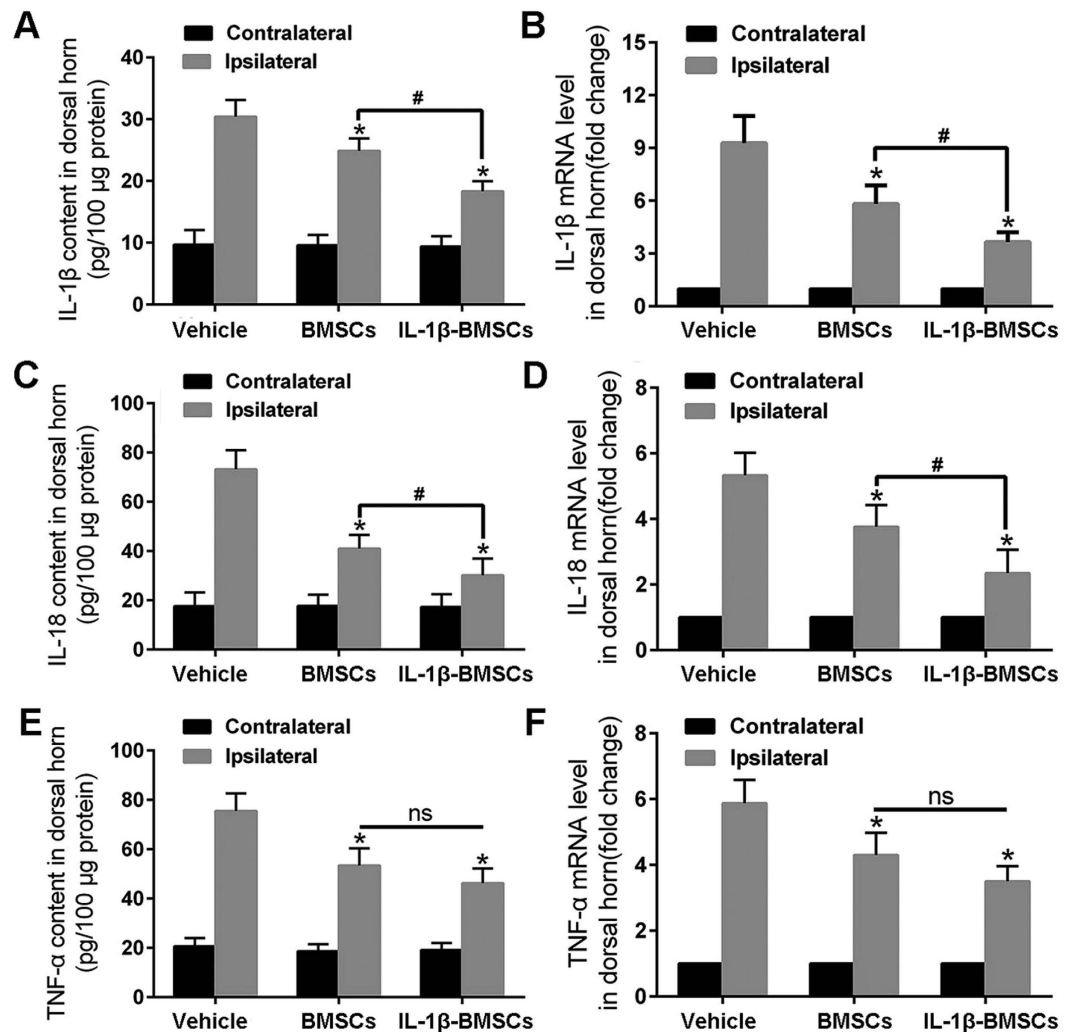 A
Contralateral
Ipsilateral
IL-1β content in dorsal horn
(pg/100 µg protein)
40
30
20
10
0
#
*
*
Vehicle
BMSCs
IL-1β-BMSCs
B
Contralateral
Ipsilateral
IL-1β mRNA level
in dorsal horn(fold change)
15
12
9
6
3
0
#
*
*
Vehicle
BMSCs
IL-1β-BMSCs
C
Contralateral
Ipsilateral
IL-18 content in dorsal horn
(pg/100 µg protein)
100
80
60
40
20
0
#
*
*
Vehicle
BMSCs
IL-1β-BMSCs
D
Contralateral
Ipsilateral
IL-18 mRNA level
in dorsal horn(fold change)
8
6
4
2
0
#
*
*
Vehicle
BMSCs
IL-1β-BMSCs
E
Contralateral
Ipsilateral
TNF-α content in dorsal horn
(pg/100 µg protein)
100
80
60
40
20
0
ns
*
*
Vehicle
BMSCs
IL-1β-BMSCs
F
Contralateral
Ipsilateral
TNF-α mRNA level
in dorsal horn(fold change)
8
6
4
2
0
ns
*
*
Vehicle
BMSCs
IL-1β-BMSCs